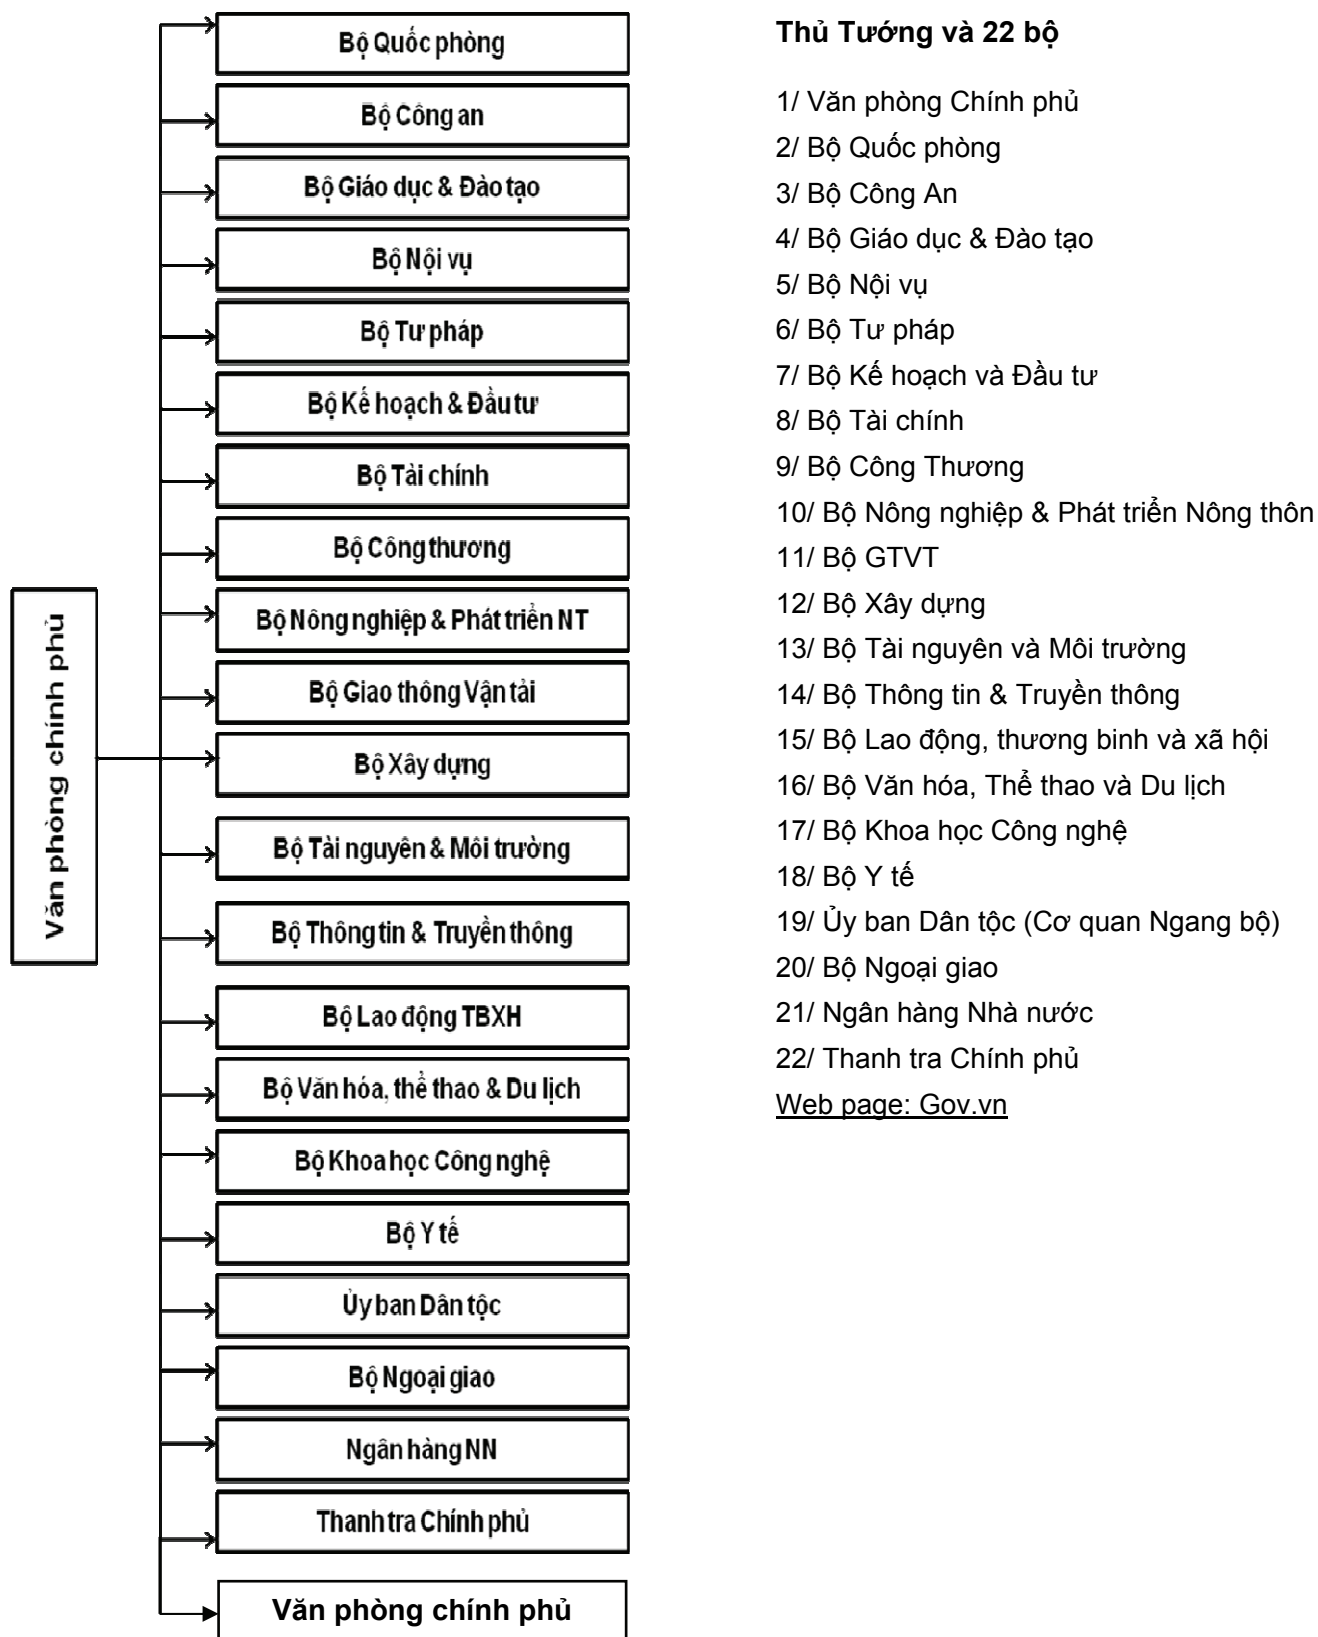 Văn phòng chính phủ
Bộ Quốc phòng
Bộ Công an
Bộ Giáo dục & Đào tạo
Bộ Nội vụ
Bộ Tư pháp
Bộ Kế hoạch & Đầu tư
Bộ Tài chính
Bộ Công thương
Bộ Nông nghiệp & Phát triển NT
Bộ Giao thông Vận tải
Bộ Xây dựng
Bộ Tài nguyên & Môi trường
Bộ Thông tin & Truyền thông
Bộ Lao động TBXH
Bộ Văn hóa, thể thao & Du lịch
Bộ Khoa học Công nghệ
Bộ Y tế
Ủy ban Dân tộc
Bộ Ngoại giao
Ngân hàng NN
Thanh tra Chính phủ
Văn phòng chính phủ
Thủ Tướng và 22 bộ
1/ Văn phòng Chính phủ
2/ Bộ Quốc phòng
3/ Bộ Công An
4/ Bộ Giáo dục & Đào tạo
5/ Bộ Nội vụ
6/ Bộ Tư pháp
7/ Bộ Kế hoạch và Đầu tư
8/ Bộ Tài chính
9/ Bộ Công Thương
10/ Bộ Nông nghiệp & Phát triển Nông thôn
11/ Bộ GTVT
12/ Bộ Xây dựng
13/ Bộ Tài nguyên và Môi trường
14/ Bộ Thông tin & Truyền thông
15/ Bộ Lao động, thương binh và xã hội
16/ Bộ Văn hóa, Thể thao và Du lịch
17/ Bộ Khoa học Công nghệ
18/ Bộ Y tế
19/ Ủy ban Dân tộc (Cơ quan Ngang bộ)
20/ Bộ Ngoại giao
21/ Ngân hàng Nhà nước
22/ Thanh tra Chính phủ
Web page: Gov.vn